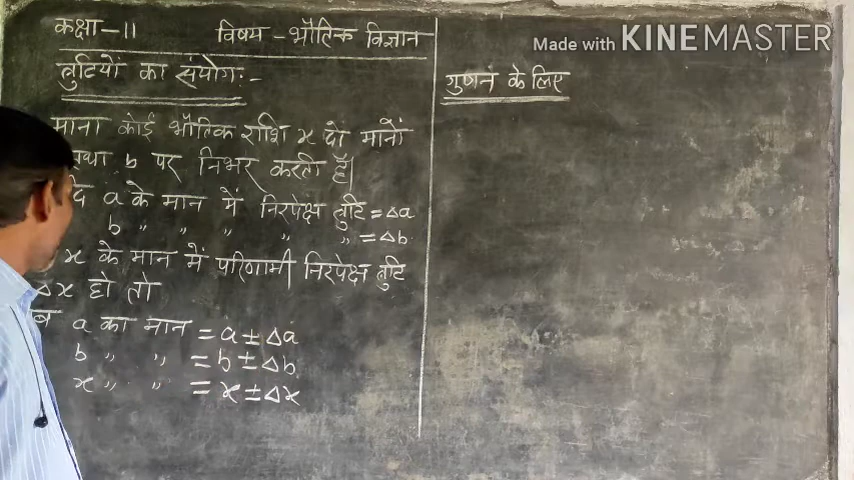 कक्षा-11 विषय - भौतिक विज्ञान
त्रुटियों का संयोग:-
माना कोई भौतिक राशि x दो मानों
तथा b पर निर्भर करती है।
a के मान में निरपेक्ष त्रुटि = Δa
b " " " " " = Δb
x के मान में परिणामी निरपेक्ष त्रुटि
Δx हो तो
a का मान = a ± Δa
b " " = b ± Δb
x " " = x ± Δx
गुणन के लिए
Made with KINEMASTER